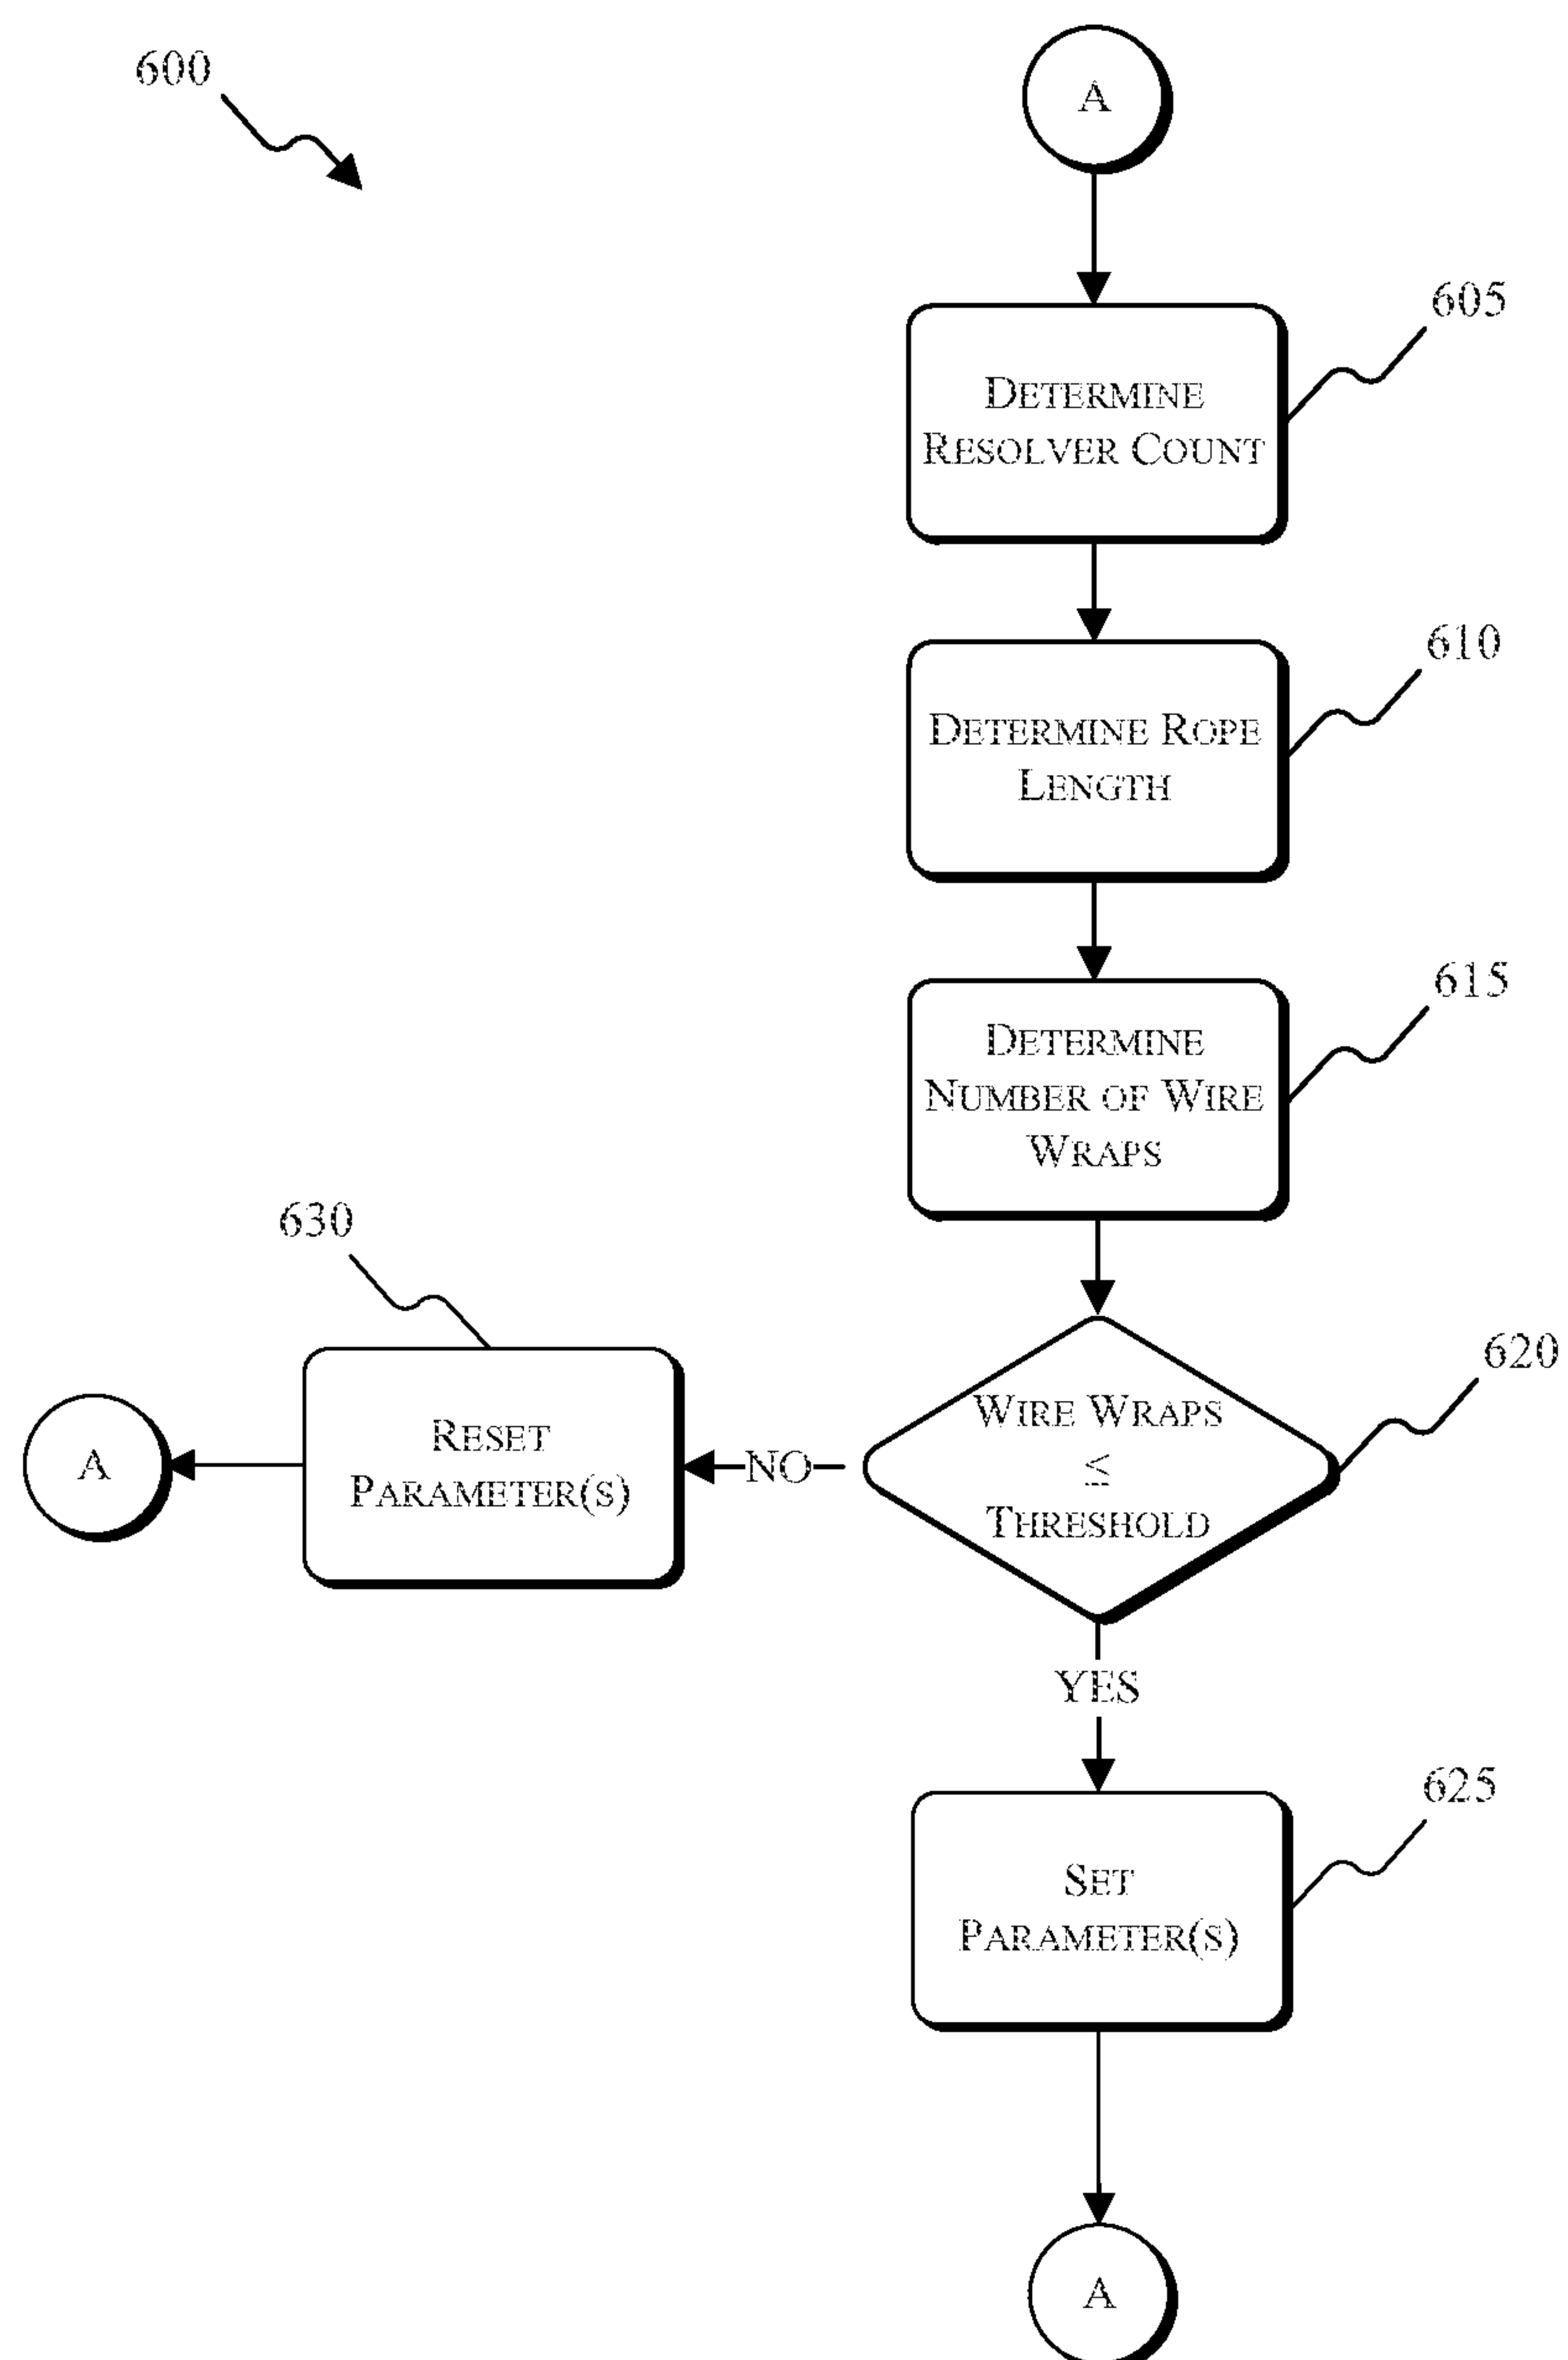 600
A
605
DETERMINE
RESOLVER COUNT
610
DETERMINE ROPE
LENGTH
615
DETERMINE
NUMBER OF WIRE
WRAPS
630
620
WIRE WRAPS
≤
THRESHOLD
NO
RESET
PARAMETER(S)
A
YES
625
SET
PARAMETER(S)
A